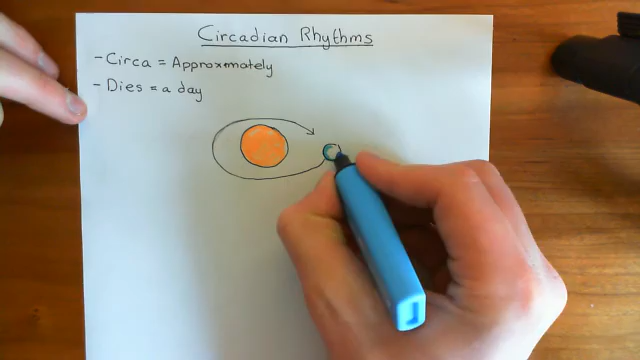 Circadian Rhythms
- Circa = Approximately
- Dies = a day